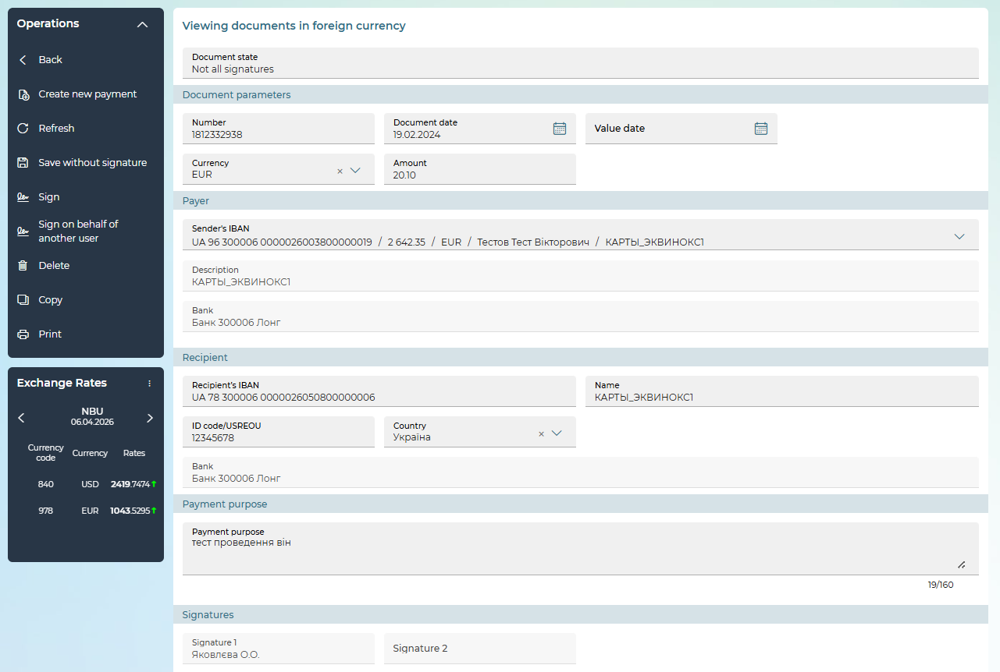 Operations
Back
Create new payment
Refresh
Save without signature
Sign
Sign on behalf of
another user
Delete
Copy
Print
Exchange Rates
NBU
06.04.2026
Currency code Currency Rates
840 USD 2419.7474
978 EUR 1043.5295
Viewing documents in foreign currency
Document state
Not all signatures
Document parameters
Number
1812332938
Document date
19.02.2024
Value date
Currency
EUR
Amount
20.10
Payer
Sender's IBAN
UA 96 300006 0000026003800000019 / 2 642.35 / EUR / Тестов Тест Вікторович / КАРТЫ_ЭКВИНОКС1
Description
КАРТЫ_ЭКВИНОКС1
Bank
Банк 300006 Лонг
Recipient
Recipient's IBAN
UA 78 300006 0000026050800000006
Name
КАРТЫ_ЭКВИНОКС1
ID code/USREOU
12345678
Country
Україна
Bank
Банк 300006 Лонг
Payment purpose
Payment purpose
тест проведення він
19/160
Signatures
Signature 1
Яковлєва О.О.
Signature 2